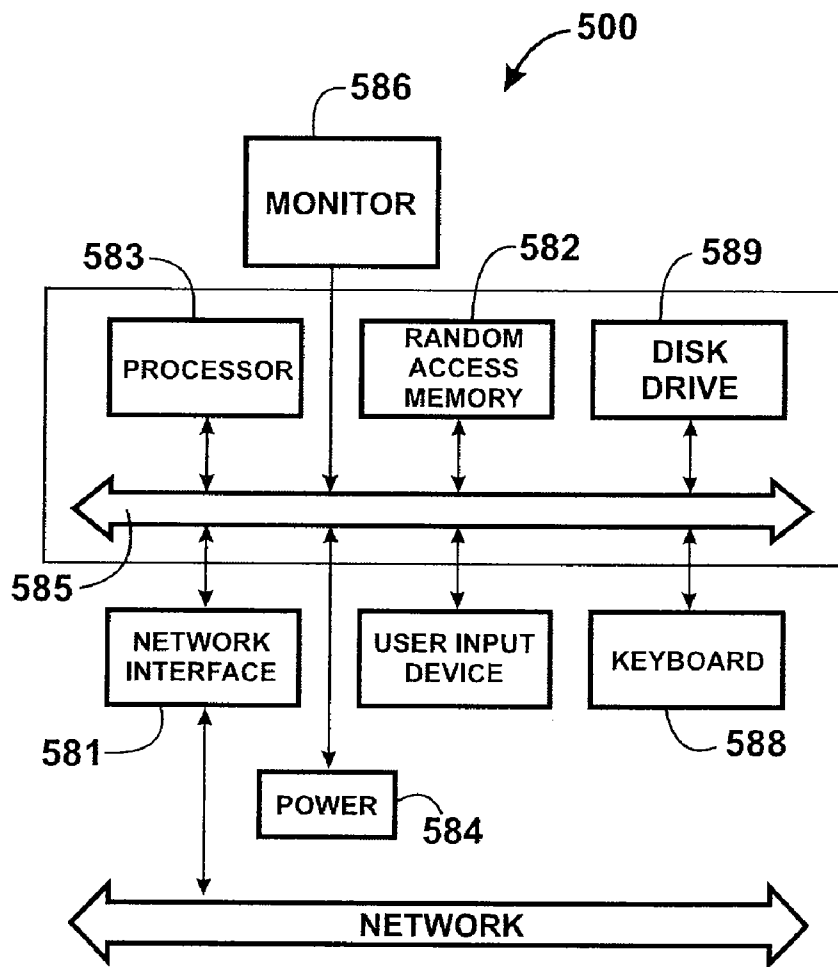 500
586
MONITOR
583
582
589
PROCESSOR
RANDOM
ACCESS
MEMORY
DISK
DRIVE
585
NETWORK
INTERFACE
USER INPUT
DEVICE
KEYBOARD
581
588
POWER
584
NETWORK